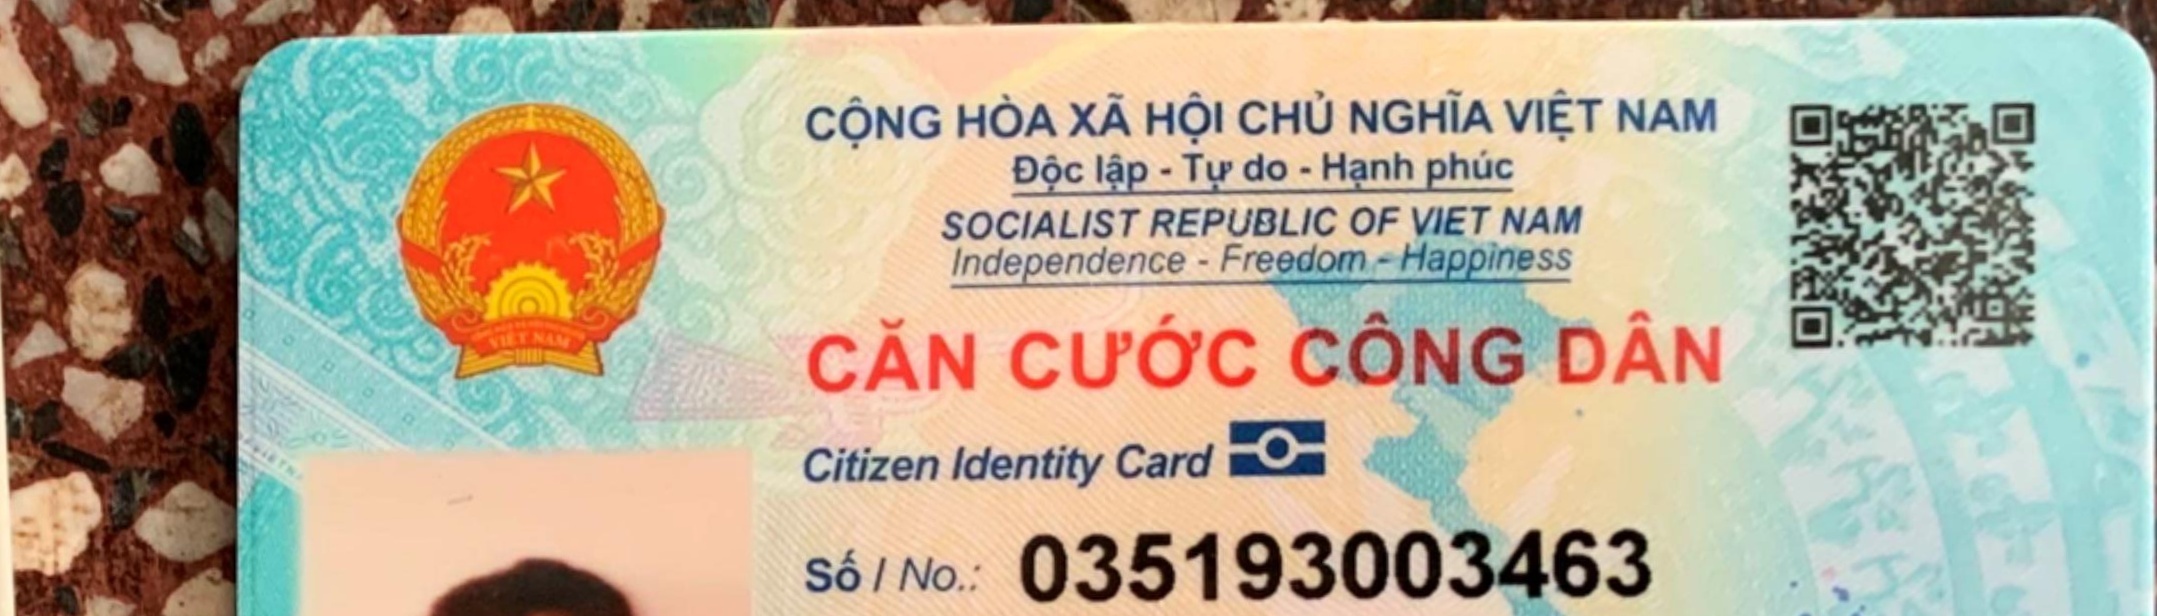 CỘNG HÒA XÃ HỘI CHỦ NGHĨA VIỆT NAM
Độc lập - Tự do - Hạnh phúc
SOCIALIST REPUBLIC OF VIET NAM
Independence - Freedom - Happiness
VIỆT NAM
CĂN CƯỚC CÔNG DÂN
Citizen Identity Card
Số / No.: 035193003463